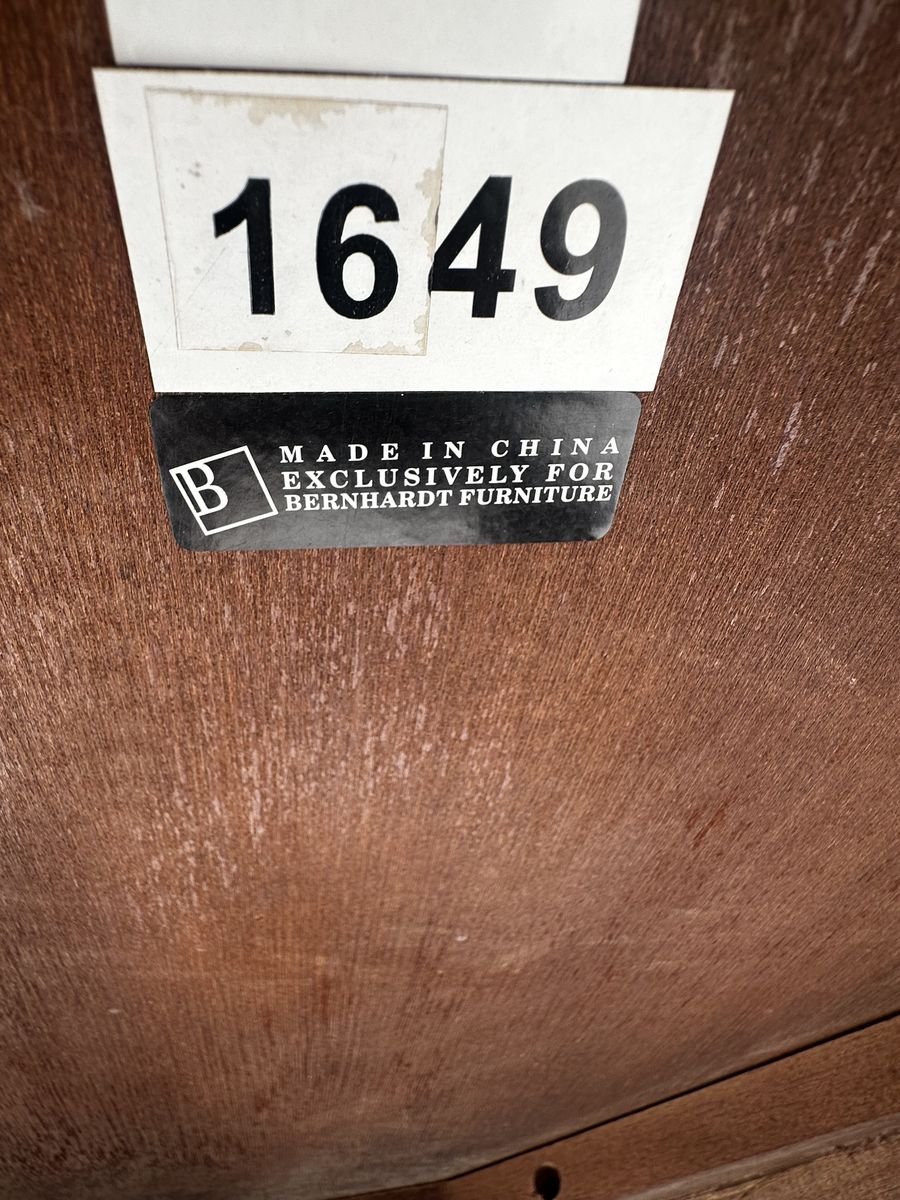 1649
B
MADE IN CHINA
EXCLUSIVELY FOR
BERNHARDT FURNITURE